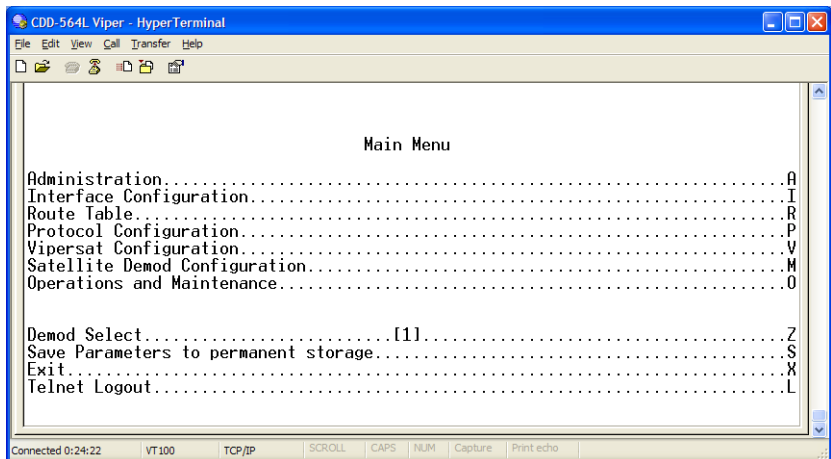 CDD-564L Viper - HyperTerminal
File Edit View Call Transfer Help
Main Menu
Administration..........................................................................A
Interface Configuration.................................................................I
Route Table.............................................................................R
Protocol Configuration..................................................................P
Vipersat Configuration..................................................................V
Satellite Demod Configuration...........................................................M
Operations and Maintenance..............................................................O
Demod Select..........................[1].......................................Z
Save Parameters to permanent storage....................................................S
Exit....................................................................................X
Telnet Logout...........................................................................L
Connected 0:24:22 VT100 TCP/IP SCROLL CAPS NUM Capture Print echo